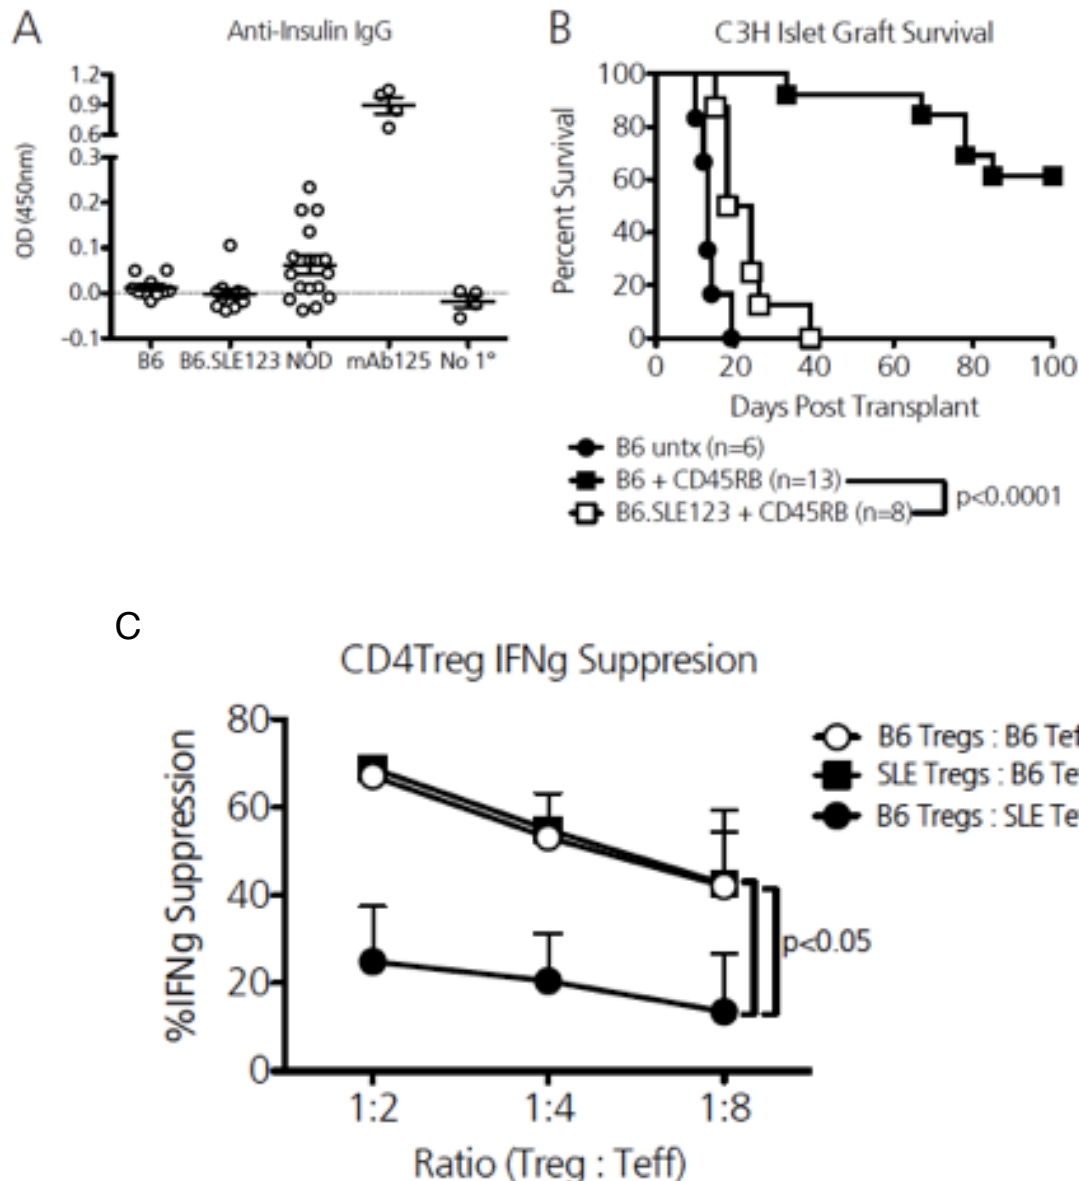 A
Anti-Insulin IgG
1.2
0.9
0.6
0.3
0.2
0.1
0.0
-0.1
OD (450nm)
B6 B6.SLE123 NOD mAb125 No 1°
B
C3H Islet Graft Survival
100
80
60
40
20
0
Percent Survival
0 20 40 60 80 100
Days Post Transplant
B6 untx (n=6)
B6 + CD45RB (n=13)
B6.SLE123 + CD45RB (n=8)
p<0.0001
C
CD4Treg IFNg Suppresion
80
60
40
20
0
%IFNg Suppression
1:2 1:4 1:8
Ratio (Treg : Teff)
B6 Tregs : B6 Tef
SLE Tregs : B6 Te
B6 Tregs : SLE Te
p<0.05